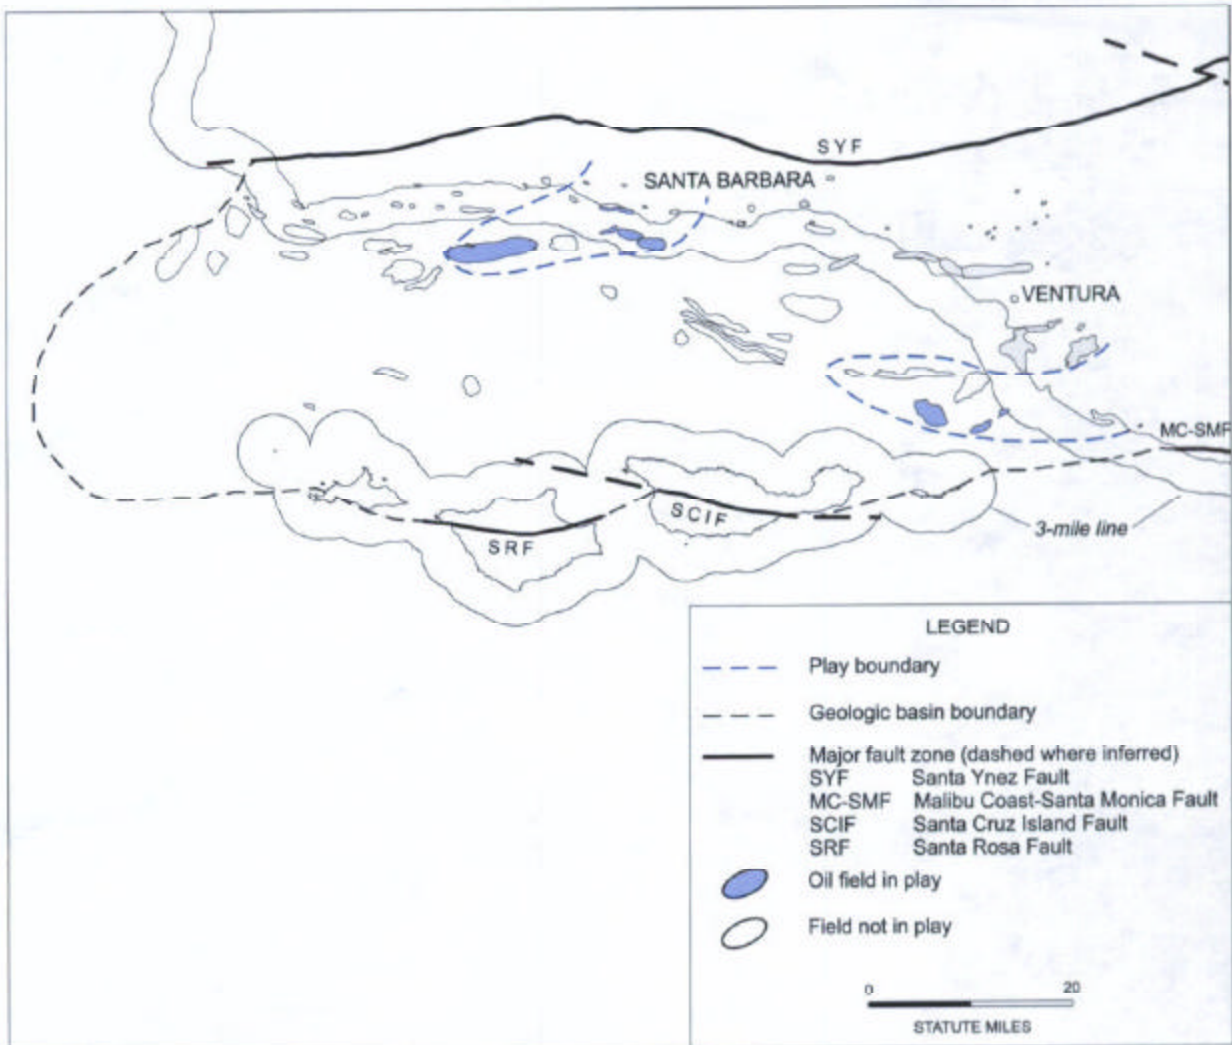 SYF
SANTA BARBARA
VENTURA
MC-SMF
SCIF
SRF
3-mile line
LEGEND
Play boundary
Geologic basin boundary
Major fault zone (dashed where inferred)
SYF Santa Ynez Fault
MC-SMF Malibu Coast-Santa Monica Fault
SCIF Santa Cruz Island Fault
SRF Santa Rosa Fault
Oil field in play
Field not in play
0 20
STATUTE MILES